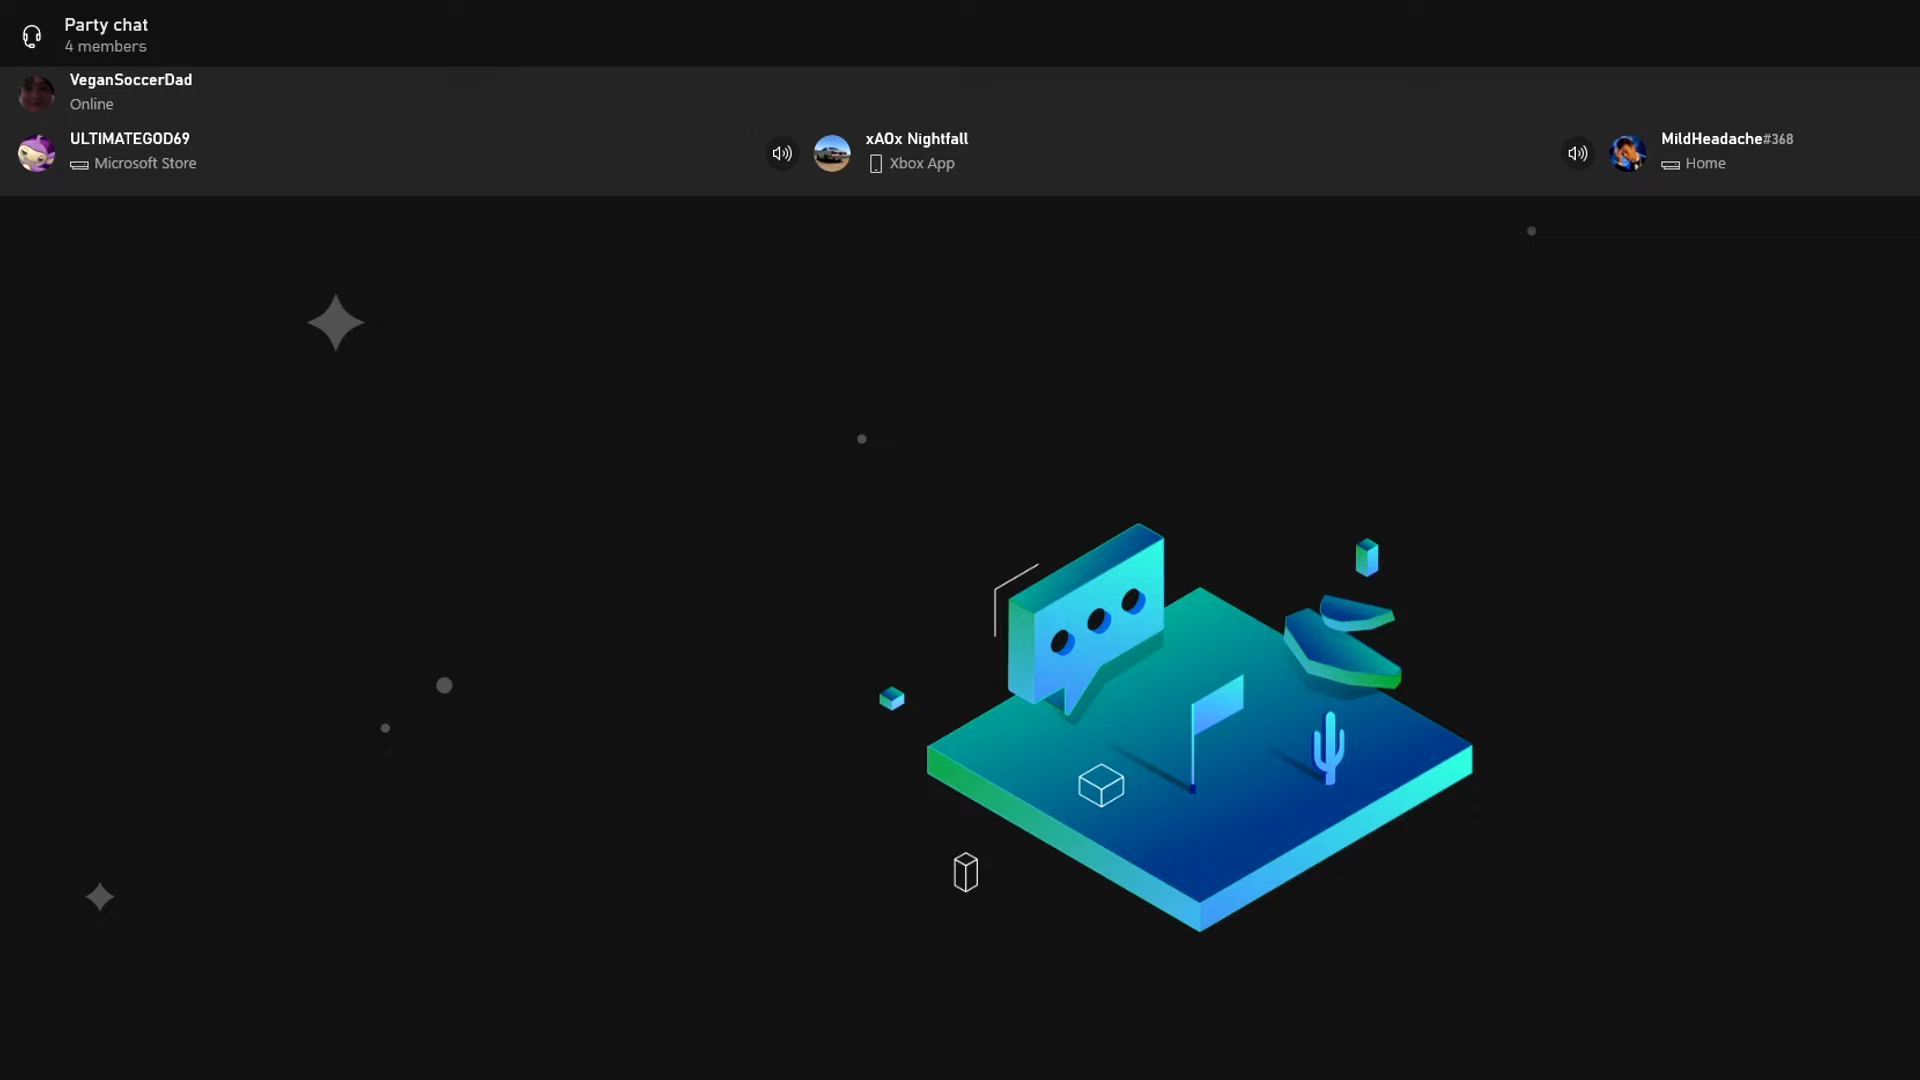 Party chat
4 members
VeganSoccerDad
Online
ULTIMATEGOD69
Microsoft Store
xAOx Nightfall
Xbox App
MildHeadache#368
Home